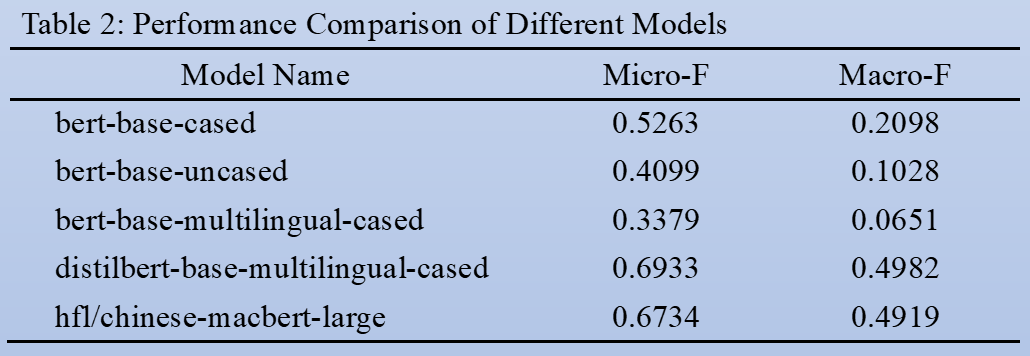 Table 2: Performance Comparison of Different Models
Model Name Micro-F Macro-F
bert-base-cased 0.5263 0.2098
bert-base-uncased 0.4099 0.1028
bert-base-multilingual-cased 0.3379 0.0651
distilbert-base-multilingual-cased 0.6933 0.4982
hfl/chinese-macbert-large 0.6734 0.4919